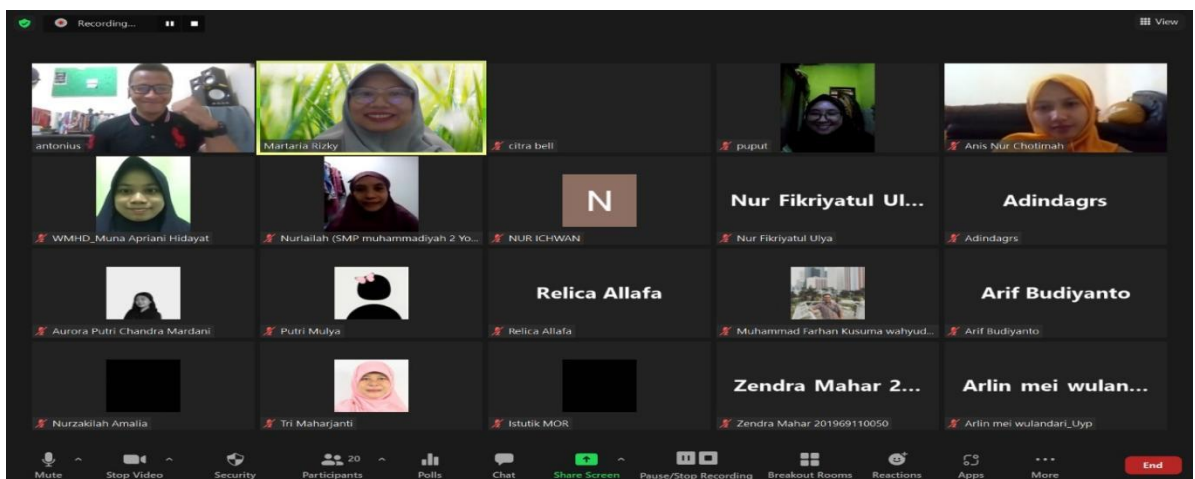 Recording...
View
antonius
Martaria Rizky
citra bell
puput
Anis Nur Chotimah
Nur Fikriyatul Ul...
Adindagrs
N
WMHD_Muna Apriani Hidayat
Nurlailah (SMP muhammadiyah 2 Yo...
NUR ICHWAN
Nur Fikriyatul Ulya
Adindagrs
Relica Allafa
Arif Budiyanto
Aurora Putri Chandra Mardani
Putri Mulya
Relica Allafa
Muhammad Farhan Kusuma wahyud...
Arif Budiyanto
Zendra Mahar 2...
Arlin mei wulan...
Nurzakilah Amalia
Tri Maharjanti
Istutik MOR
Zendra Mahar 201969110050
Arlin mei wulandari_Uyp
20
Mute
Stop Video
Security
Participants
Polls
Chat
Share Screen
Pause/Stop Recording
Breakout Rooms
Reactions
Apps
More
End